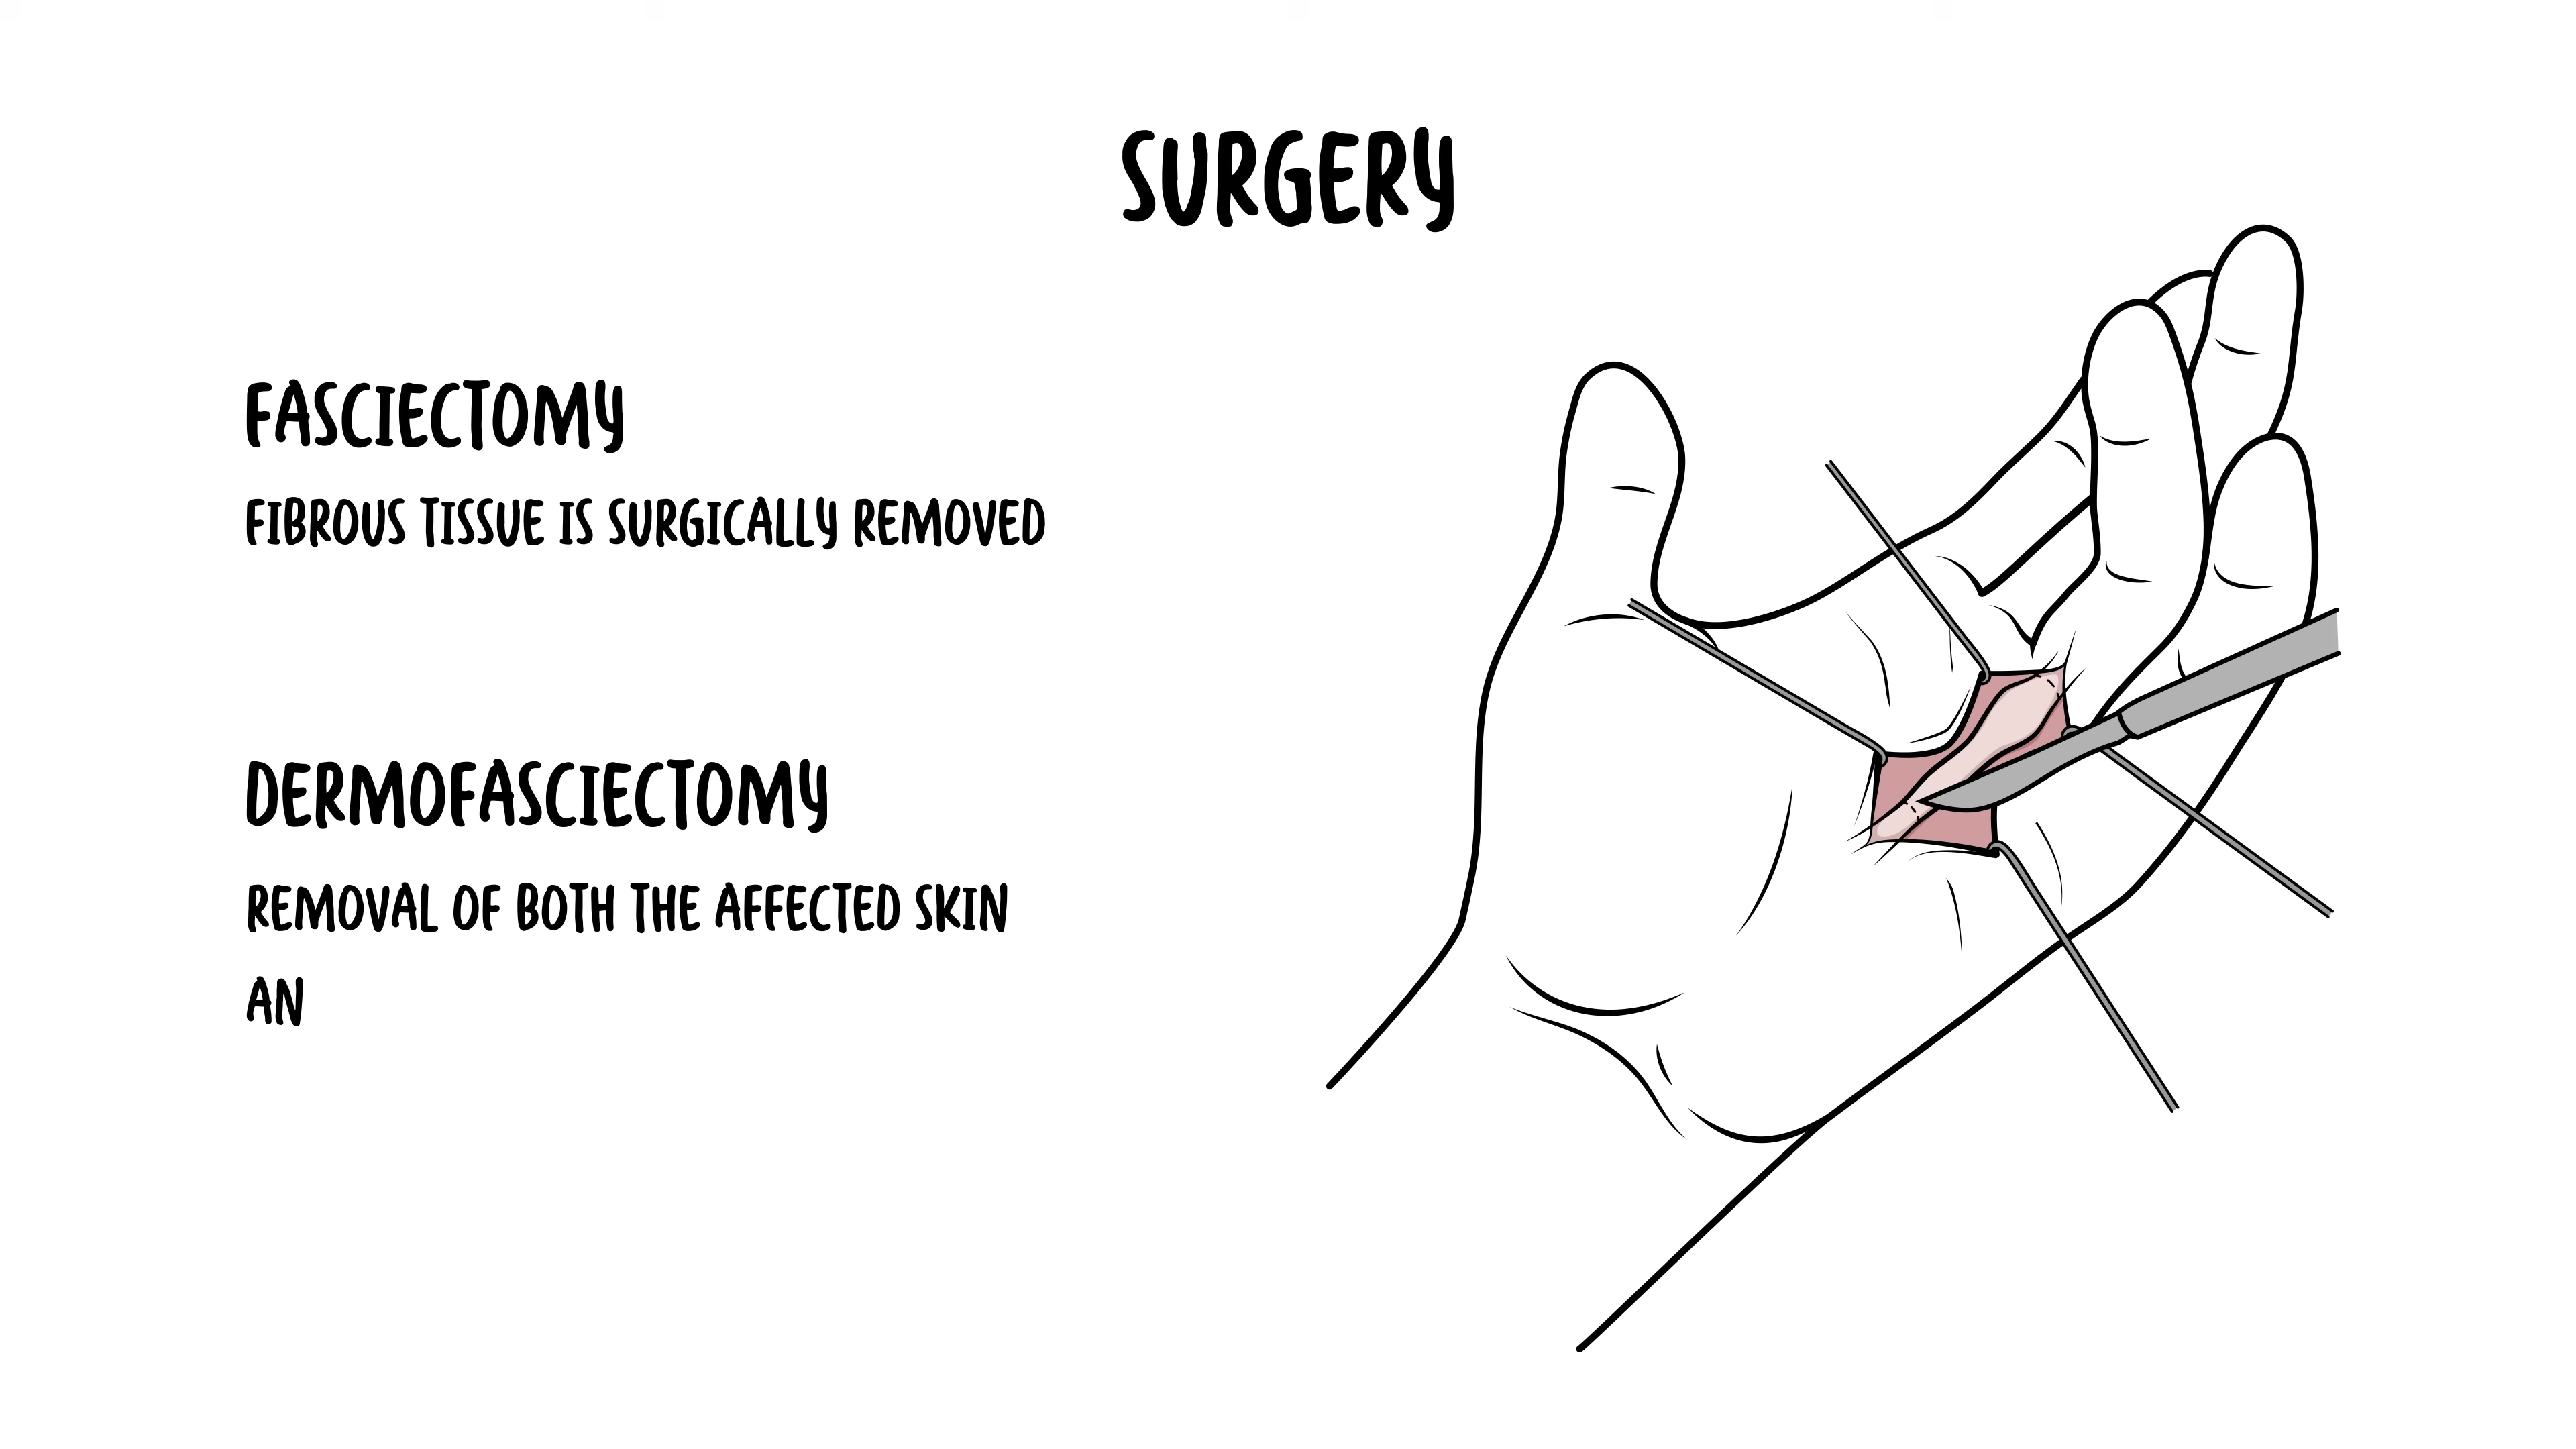 SURGERY
FASCIECTOMY
FIBROUS TISSUE IS SURGICALLY REMOVED
DERMOFASCIECTOMY
REMOVAL OF BOTH THE AFFECTED SKIN
AN